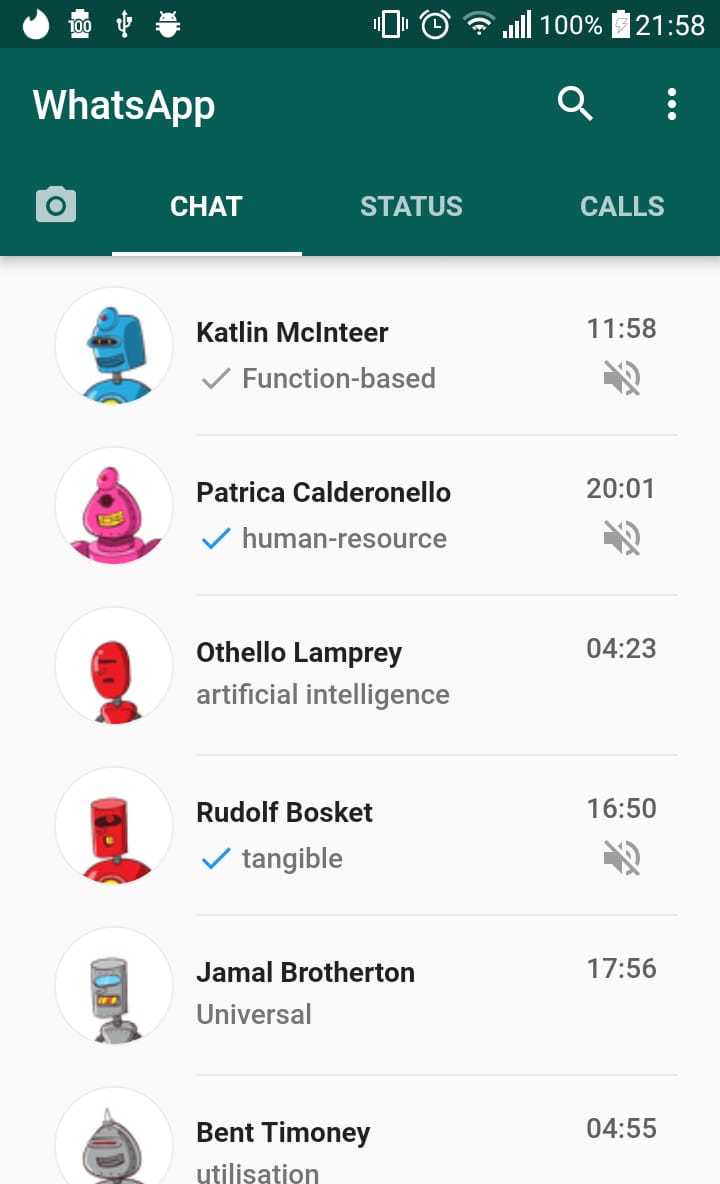 100 100% 21:58
WhatsApp
CHAT STATUS CALLS
Katlin McInteer 11:58
Function-based
Patrica Calderonello 20:01
human-resource
Othello Lamprey 04:23
artificial intelligence
Rudolf Bosket 16:50
tangible
Jamal Brotherton 17:56
Universal
Bent Timoney 04:55
utilisation